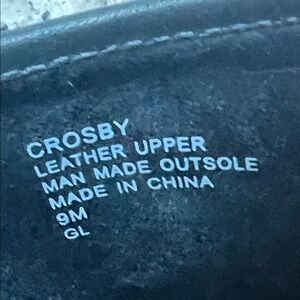 CROSBY
LEATHER UPPER
MAN MADE OUTSOLE
MADE IN CHINA
9M
GL